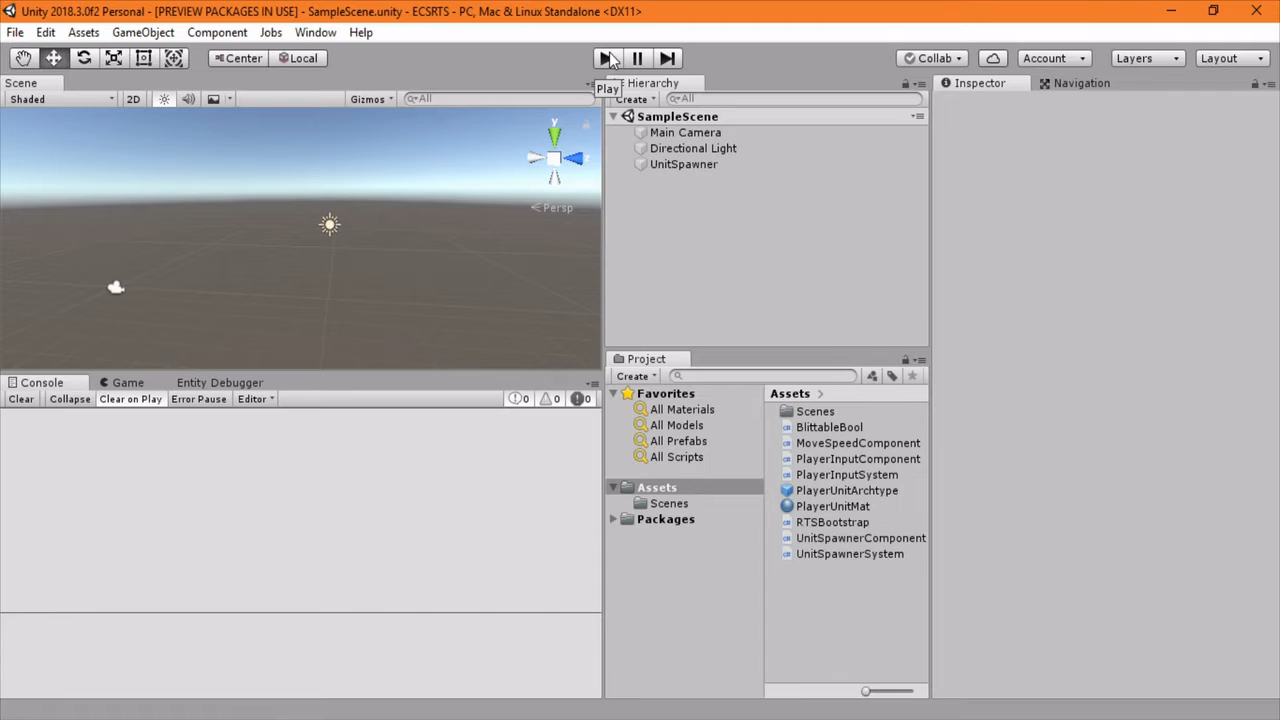 Unity 2018.3.0f2 Personal - [PREVIEW PACKAGES IN USE] - SampleScene.unity - ECSRTS - PC, Mac & Linux Standalone <DX11>
File Edit Assets GameObject Component Jobs Window Help
Center Local Collab Account Layers Layout
Play
Scene
Shaded 2D Gizmos All
y
z
Persp
Hierarchy
Create All
SampleScene
Main Camera
Directional Light
UnitSpawner
Inspector Navigation
Console Game Entity Debugger
Clear Collapse Clear on Play Error Pause Editor 0 0 0
Project
Create
Favorites
All Materials
All Models
All Prefabs
All Scripts
Assets
Scenes
Packages
Assets
Scenes
BlittableBool
MoveSpeedComponent
PlayerInputComponent
PlayerInputSystem
PlayerUnitArchtype
PlayerUnitMat
RTSBootstrap
UnitSpawnerComponent
UnitSpawnerSystem